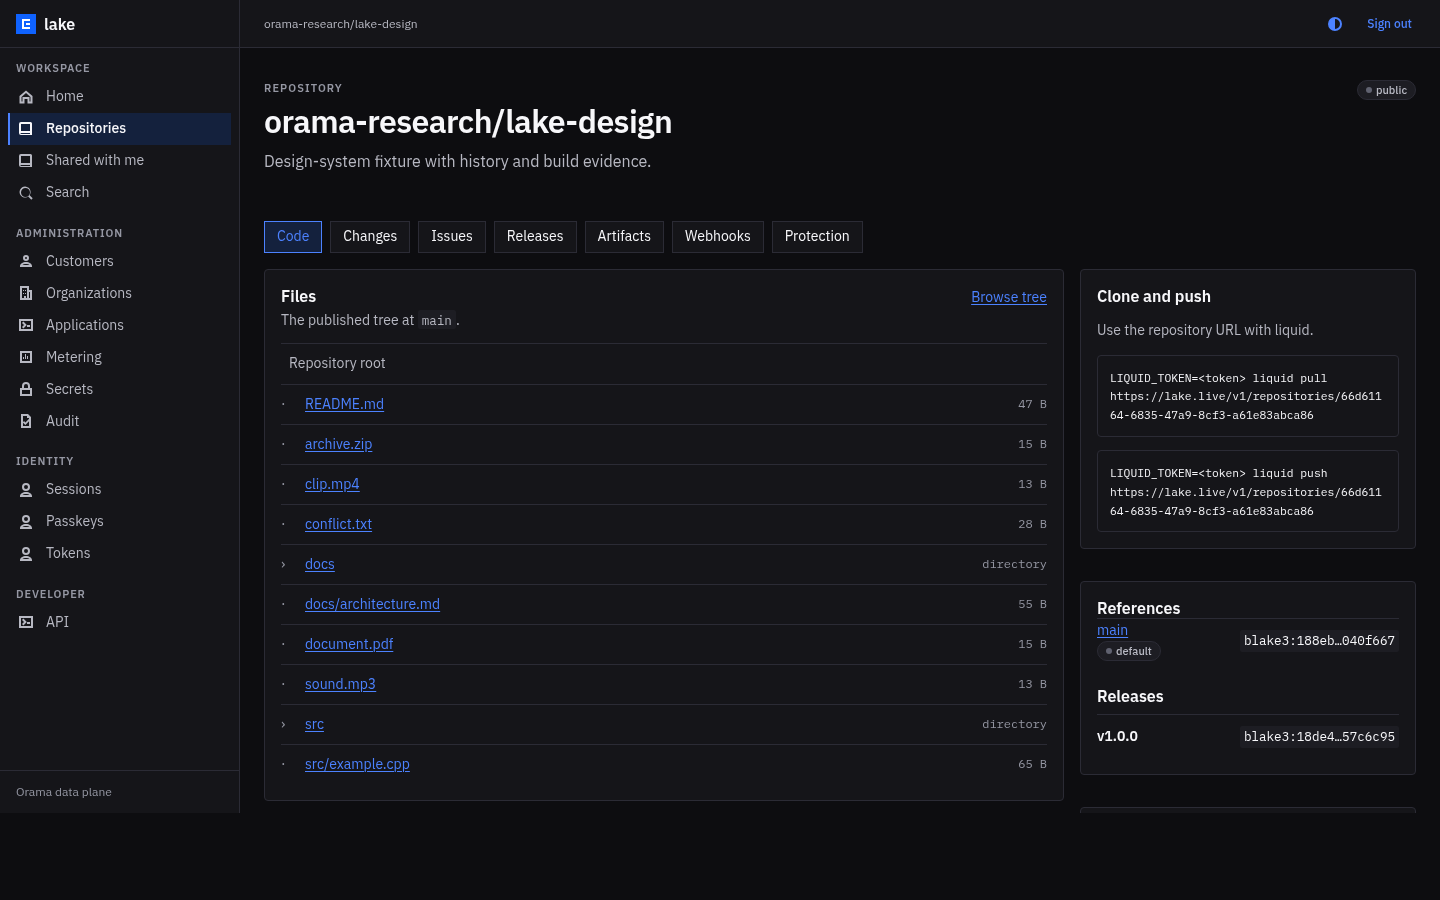 lake
orama-research/lake-design
Sign out
WORKSPACE
Home
Repositories
Shared with me
Search
ADMINISTRATION
Customers
Organizations
Applications
Metering
Secrets
Audit
IDENTITY
Sessions
Passkeys
Tokens
DEVELOPER
API
Orama data plane
REPOSITORY
public
orama-research/lake-design
Design-system fixture with history and build evidence.
Code
Changes
Issues
Releases
Artifacts
Webhooks
Protection
Files
Browse tree
The published tree at main.
Repository root
· README.md 47 B
· archive.zip 15 B
· clip.mp4 13 B
· conflict.txt 28 B
› docs directory
· docs/architecture.md 55 B
· document.pdf 15 B
· sound.mp3 13 B
› src directory
· src/example.cpp 65 B
Clone and push
Use the repository URL with liquid.
LIQUID_TOKEN=<token> liquid pull
https://lake.live/v1/repositories/66d611
64-6835-47a9-8cf3-a61e83abca86
LIQUID_TOKEN=<token> liquid push
https://lake.live/v1/repositories/66d611
64-6835-47a9-8cf3-a61e83abca86
References
main
blake3:188eb…040f667
default
Releases
v1.0.0 blake3:18de4…57c6c95